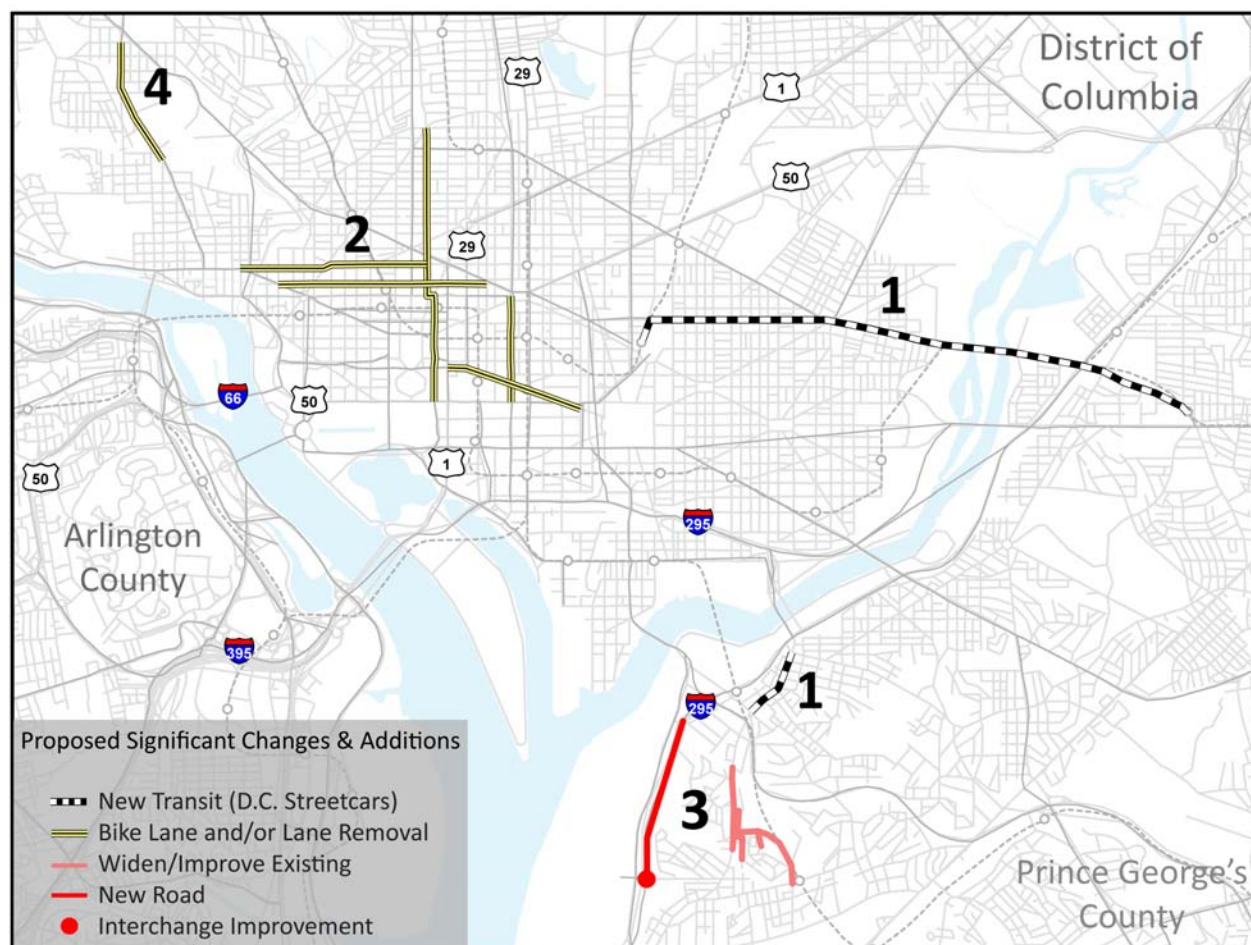 District of
Columbia
29
1
4
50
2
29
1
66
50
50
1
295
Arlington
County
395
1
295
Proposed Significant Changes & Additions
New Transit (D.C. Streetcars)
Bike Lane and/or Lane Removal
3
Widen/Improve Existing
New Road
Interchange Improvement
Prince George's
County